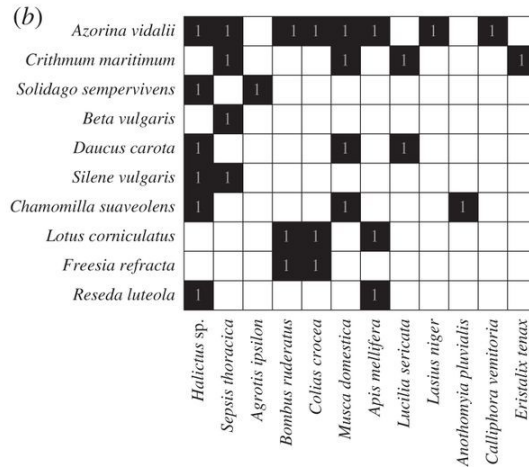 (b)
Azorina vidalii 1 1 1 1 1 1 1 1
Crithmum maritimum 1 1 1 1
Solidago sempervivens 1 1
Beta vulgaris 1
Daucus carota 1 1 1
Silene vulgaris 1 1
Chamomilla suaveolens 1 1 1
Lotus corniculatus 1 1 1
Freesia refracta 1 1
Reseda luteola 1 1
Halictus sp.
Sepsis thoracica
Agrotis ipsilon
Bombus ruderatus
Colias crocea
Musca domestica
Apis mellifera
Lucilia sericata
Lasius niger
Anothomyia pluvialis
Calliphora vemitoria
Eristalix tenax